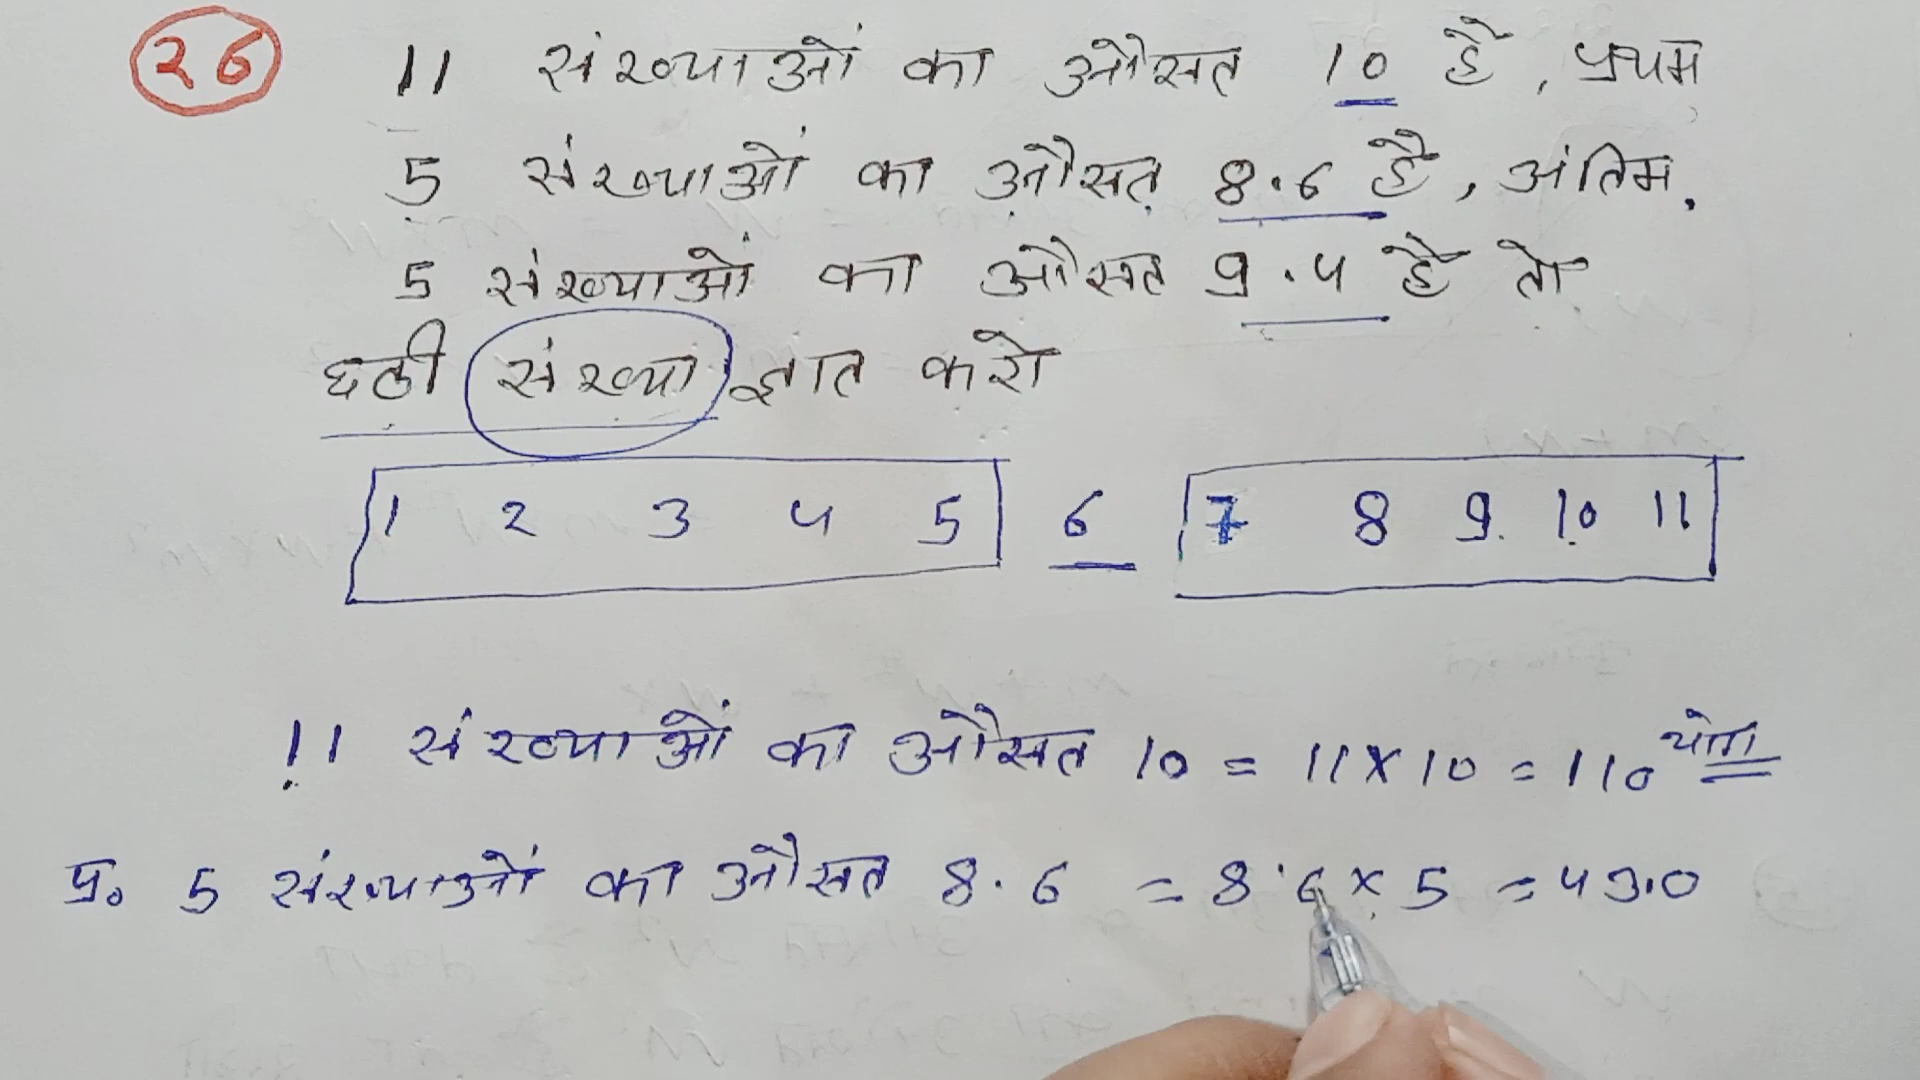 26
11 संख्याओं का औसत 10 है, प्रथम
5 संख्याओं का औसत 8.6 है, अंतिम
5 संख्याओं का औसत 9.4 है तो
छठी संख्या ज्ञात करो
1 2 3 4 5 6 7 8 9 10 11
11 संख्याओं का औसत 10 = 11 × 10 = 110 योग
प्र. 5 संख्याओं का औसत 8.6 = 8.6 × 5 = 43.0